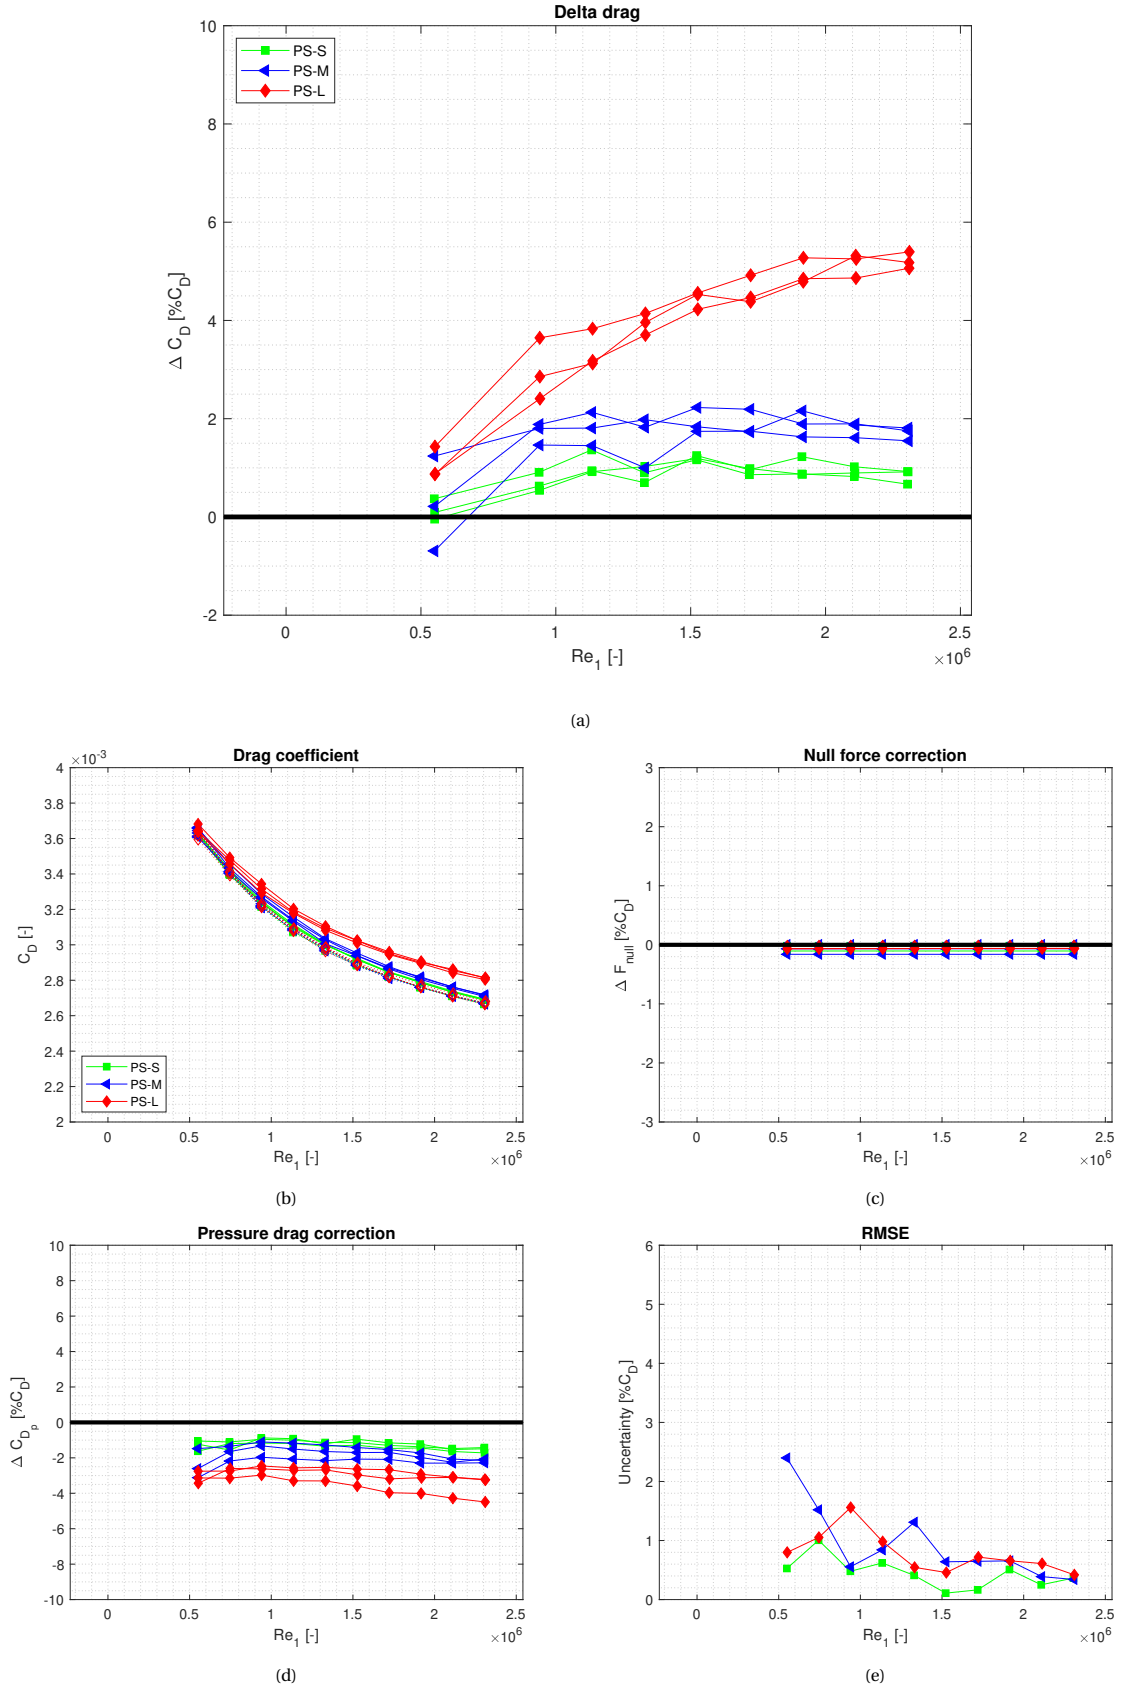 Delta drag
10
8
6
4
2
0
-2
Δ C_D [%C_D]
PS-S
PS-M
PS-L
0 0.5 1 1.5 2 2.5
Re_1 [-]
×10^6
(a)
Drag coefficient
×10^-3
4
3.8
3.6
3.4
3.2
3
2.8
2.6
2.4
2.2
2
C_D [-]
PS-S
PS-M
PS-L
0 0.5 1 1.5 2 2.5
Re_1 [-]
×10^6
(b)
Null force correction
3
2
1
0
-1
-2
-3
Δ F_null [%C_D]
0 0.5 1 1.5 2 2.5
Re_1 [-]
×10^6
(c)
Pressure drag correction
10
8
6
4
2
0
-2
-4
-6
-8
-10
Δ C_D_p [%C_D]
0 0.5 1 1.5 2 2.5
Re_1 [-]
×10^6
(d)
RMSE
6
5
4
3
2
1
0
Uncertainty [%C_D]
0 0.5 1 1.5 2 2.5
Re_1 [-]
×10^6
(e)